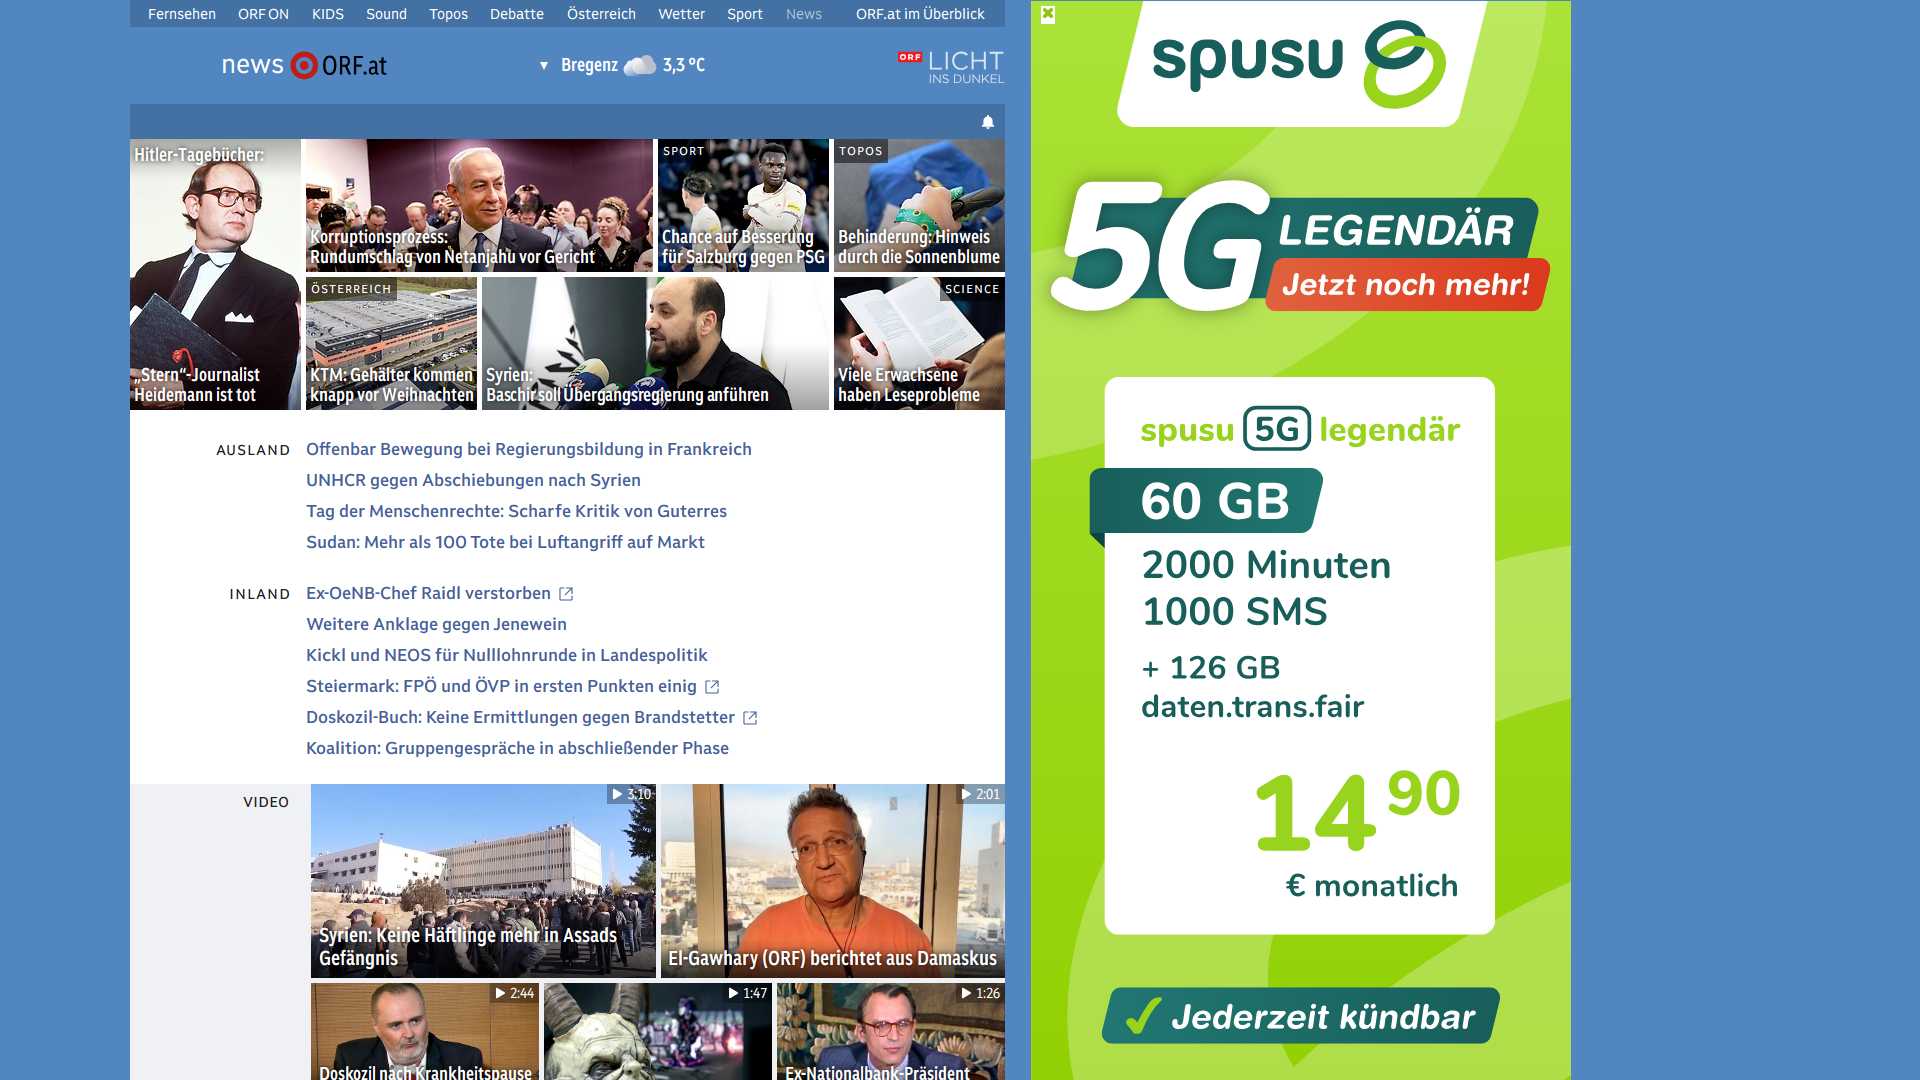 Fernsehen ORF ON KIDS Sound Topos Debatte Österreich Wetter Sport News ORF.at im Überblick
news ORF.at
▼ Bregenz 3,3 °C
ORF LICHT
INS DUNKEL
Hitler-Tagebücher:
„Stern“-Journalist
Heidemann ist tot
Korruptionsprozess:
Rundumschlag von Netanjahu vor Gericht
SPORT
Chance auf Besserung
für Salzburg gegen PSG
TOPOS
Behinderung: Hinweis
durch die Sonnenblume
ÖSTERREICH
KTM: Gehälter kommen
knapp vor Weihnachten
Syrien:
Baschir soll Übergangsregierung anführen
SCIENCE
Viele Erwachsene
haben Leseprobleme
AUSLAND
Offenbar Bewegung bei Regierungsbildung in Frankreich
UNHCR gegen Abschiebungen nach Syrien
Tag der Menschenrechte: Scharfe Kritik von Guterres
Sudan: Mehr als 100 Tote bei Luftangriff auf Markt
INLAND
Ex-OeNB-Chef Raidl verstorben
Weitere Anklage gegen Jenewein
Kickl und NEOS für Nulllohnrunde in Landespolitik
Steiermark: FPÖ und ÖVP in ersten Punkten einig
Doskozil-Buch: Keine Ermittlungen gegen Brandstetter
Koalition: Gruppengespräche in abschließender Phase
VIDEO
3:10
Syrien: Keine Häftlinge mehr in Assads
Gefängnis
2:01
El-Gawhary (ORF) berichtet aus Damaskus
2:44
Doskozil nach Krankheitspause
1:47
1:26
Ex-Nationalbank-Präsident
spusu
5G LEGENDÄR
Jetzt noch mehr!
spusu 5G legendär
60 GB
2000 Minuten
1000 SMS
+ 126 GB
daten.trans.fair
14 90
€ monatlich
Jederzeit kündbar